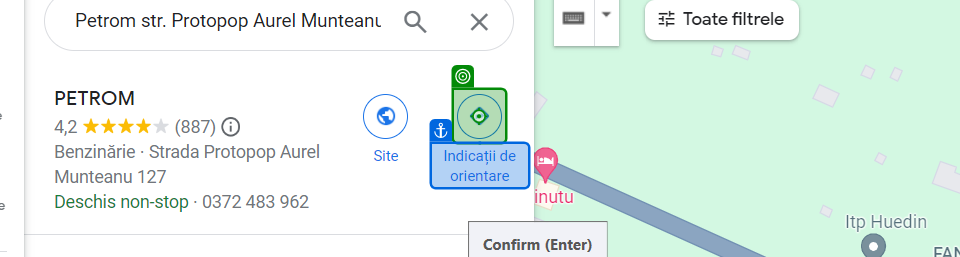 Petrom str. Protopop Aurel Munteanu
Toate filtrele
PETROM
4,2 (887)
Benzinărie · Strada Protopop Aurel
Munteanu 127
Deschis non-stop · 0372 483 962
Site
Indicații de
orientare
inutu
Confirm (Enter)
Itp Huedin
FAN